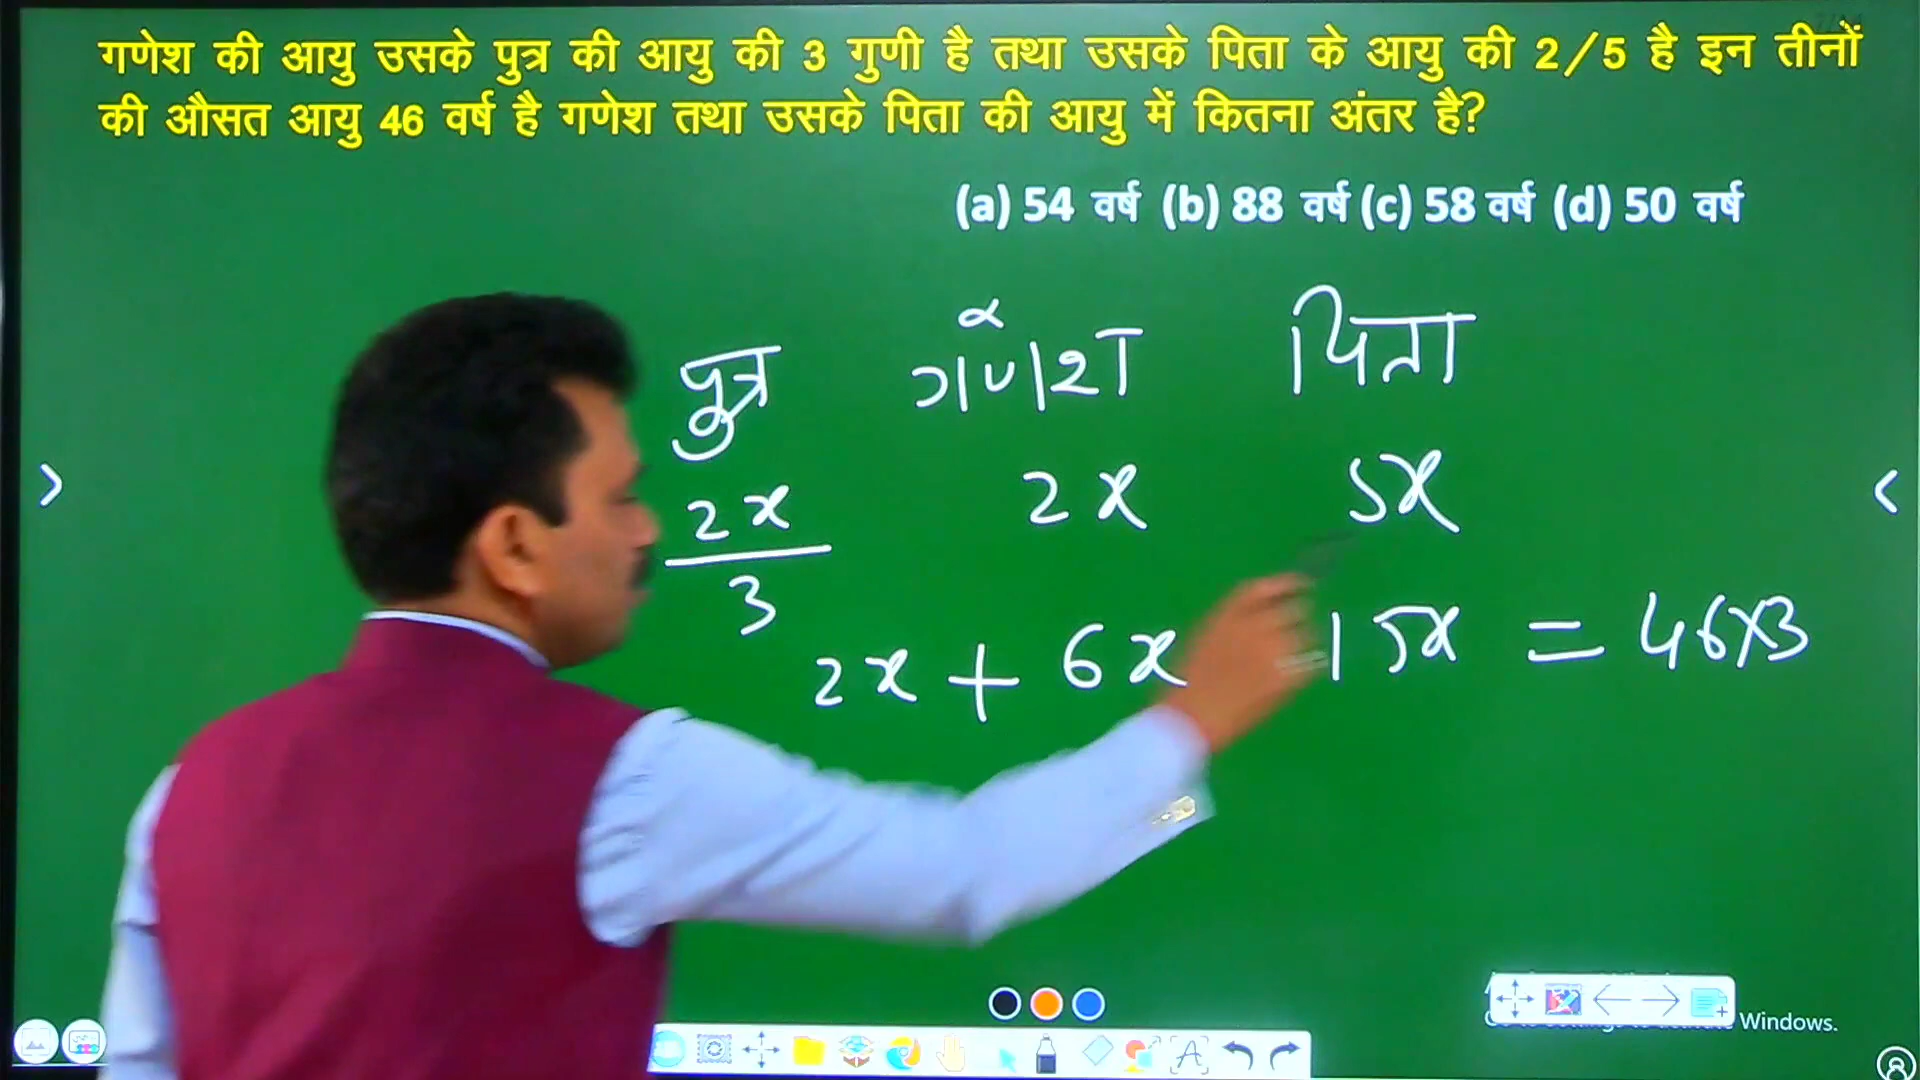 गणेश की आयु उसके पुत्र की आयु की 3 गुणी है तथा उसके पिता के आयु की 2/5 है इन तीनों
की औसत आयु 46 वर्ष है गणेश तथा उसके पिता की आयु में कितना अंतर है?
(a) 54 वर्ष (b) 88 वर्ष (c) 58 वर्ष (d) 50 वर्ष
पुत्र गणेश पिता
2x/3 2x 5x
2x + 6x 15x = 46×3
Windows.